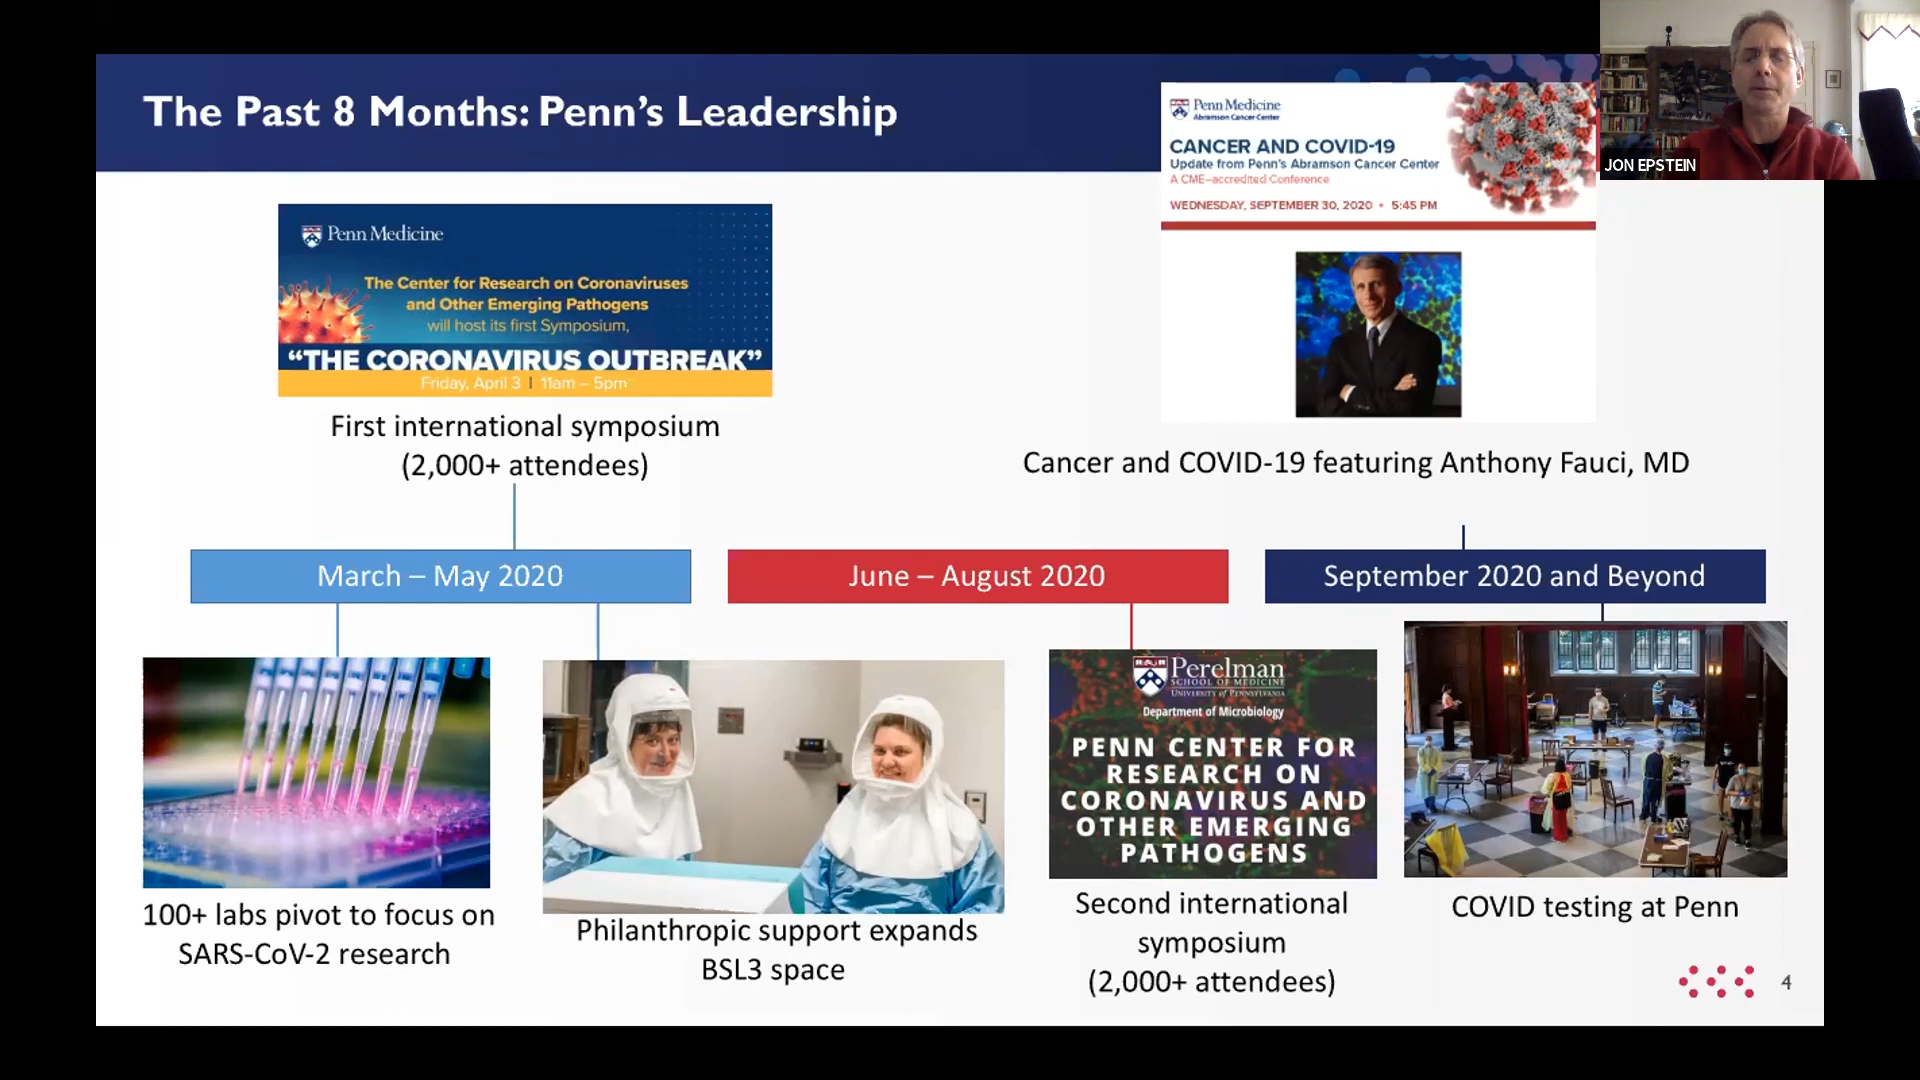 The Past 8 Months: Penn's Leadership
Penn Medicine
Abramson Cancer Center
CANCER AND COVID-19
Update from Penn's Abramson Cancer Center
A CME–accredited Conference
WEDNESDAY, SEPTEMBER 30, 2020 • 5:45 PM
JON EPSTEIN
Penn Medicine
The Center for Research on Coronaviruses
and Other Emerging Pathogens
will host its first Symposium,
“THE CORONAVIRUS OUTBREAK”
Friday, April 3 | 11am – 5pm
First international symposium
(2,000+ attendees)
Cancer and COVID-19 featuring Anthony Fauci, MD
March – May 2020
June – August 2020
September 2020 and Beyond
100+ labs pivot to focus on
SARS-CoV-2 research
Philanthropic support expands
BSL3 space
Perelman
SCHOOL OF MEDICINE
UNIVERSITY of PENNSYLVANIA
Department of Microbiology
PENN CENTER FOR
RESEARCH ON
CORONAVIRUS AND
OTHER EMERGING
PATHOGENS
Second international
symposium
(2,000+ attendees)
COVID testing at Penn
4